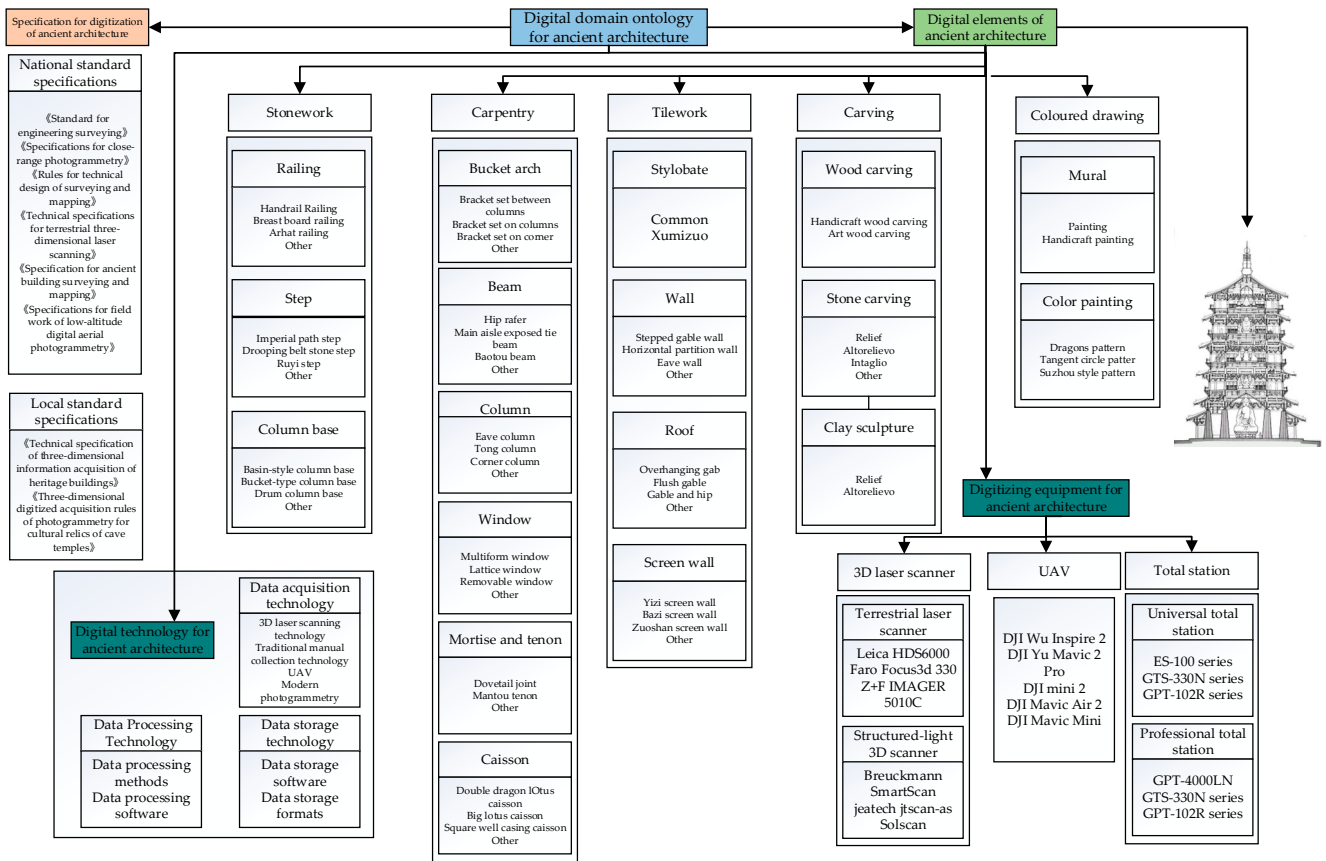 Specification for digitization
of ancient architecture
Digital domain ontology
for ancient architecture
Digital elements of
ancient architecture
National standard
specifications
《Standard for
engineering surveying》
《Specifications for close-
range photogrammetry》
《Rules for technical
design of surveying and
mapping》
《Technical specifications
for terrestrial three-
dimensional laser
scanning》
《Specification for ancient
building surveying and
mapping》
《Specifications for field
work of low-altitude
digital aerial
photogrammetry》
Local standard
specifications
《Technical specification
of three-dimensional
information acquisition of
heritage buildings》
《Three-dimensional
digitized acquisition rules
of photogrammetry for
cultural relics of cave
temples》
Stonework
Railing
Handrail Railing
Breast board railing
Arhat railing
Other
Step
Imperial path step
Drooping belt stone step
Ruyi step
Other
Column base
Basin-style column base
Bucket-type column base
Drum column base
Other
Carpentry
Bucket arch
Bracket set between
columns
Bracket set on columns
Bracket set on corner
Other
Beam
Hip rafer
Main aisle exposed tie
beam
Baotou beam
Other
Column
Eave column
Tong column
Corner column
Other
Window
Multiform window
Lattice window
Removable window
Other
Mortise and tenon
Dovetail joint
Mantou tenon
Other
Caisson
Double dragon lOtus
caisson
Big lotus caisson
Square well casing caisson
Other
Tilework
Stylobate
Common
Xumizuo
Wall
Stepped gable wall
Horizontal partition wall
Eave wall
Other
Roof
Overhanging gab
Flush gable
Gable and hip
Other
Screen wall
Yizi screen wall
Bazi screen wall
Zuoshan screen wall
Other
Carving
Wood carving
Handicraft wood carving
Art wood carving
Stone carving
Relief
Altorelievo
Intaglio
Other
Clay sculpture
Relief
Altorelievo
Coloured drawing
Mural
Painting
Handicraft painting
Color painting
Dragons pattern
Tangent circle patter
Suzhou style pattern
Digital technology for
ancient architecture
Data acquisition
technology
3D laser scanning
technology
Traditional manual
collection technology
UAV
Modern
photogrammetry
Data Processing
Technology
Data processing
methods
Data processing
software
Data storage
technology
Data storage
software
Data storage
formats
Digitizing equipment for
ancient architecture
3D laser scanner
Terrestrial laser
scanner
Leica HDS6000
Faro Focus3d 330
Z+F IMAGER
5010C
Structured-light
3D scanner
Breuckmann
SmartScan
jeatech jtscan-as
Solscan
UAV
DJI Wu Inspire 2
DJI Yu Mavic 2
Pro
DJI mini 2
DJI Mavic Air 2
DJI Mavic Mini
Total station
Universal total
station
ES-100 series
GTS-330N series
GPT-102R series
Professional total
station
GPT-4000LN
GTS-330N series
GPT-102R series